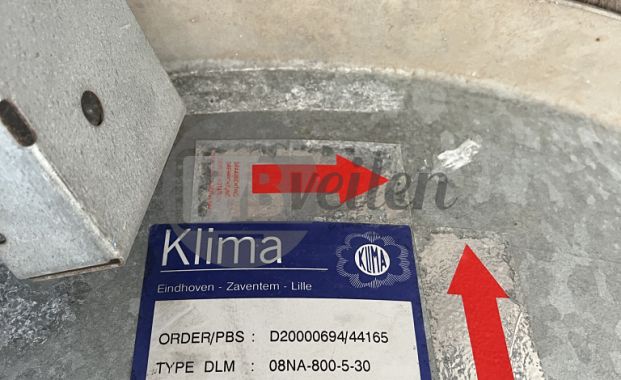 veilen
Klima
KLIMA
Eindhoven - Zaventem - Lille
ORDER/PBS : D20000694/44165
TYPE DLM : 08NA-800-5-30